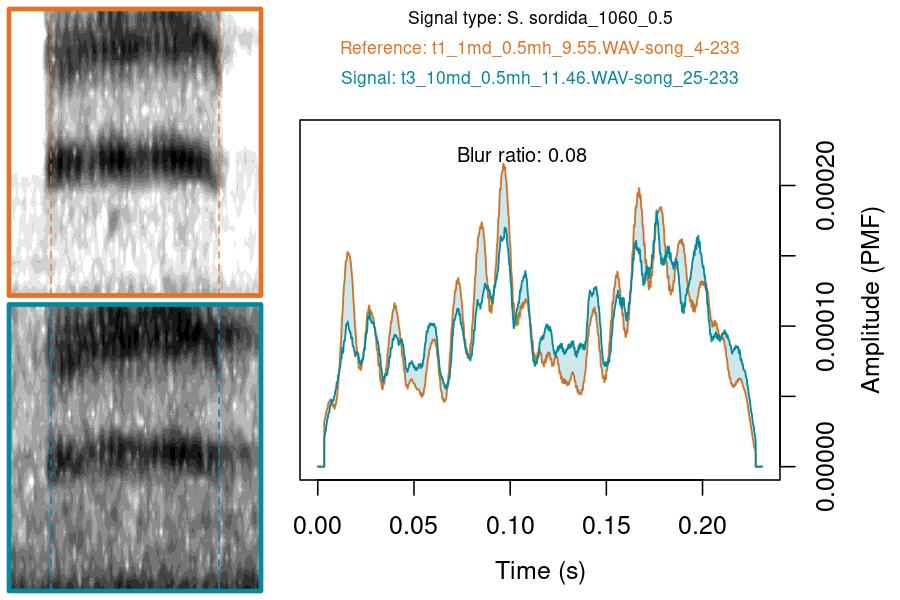 Signal type: S. sordida_1060_0.5
Reference: t1_1md_0.5mh_9.55.WAV-song_4-233
Signal: t3_10md_0.5mh_11.46.WAV-song_25-233
Blur ratio: 0.08
0.00020
0.00010
0.00000
Amplitude (PMF)
0.00 0.05 0.10 0.15 0.20
Time (s)